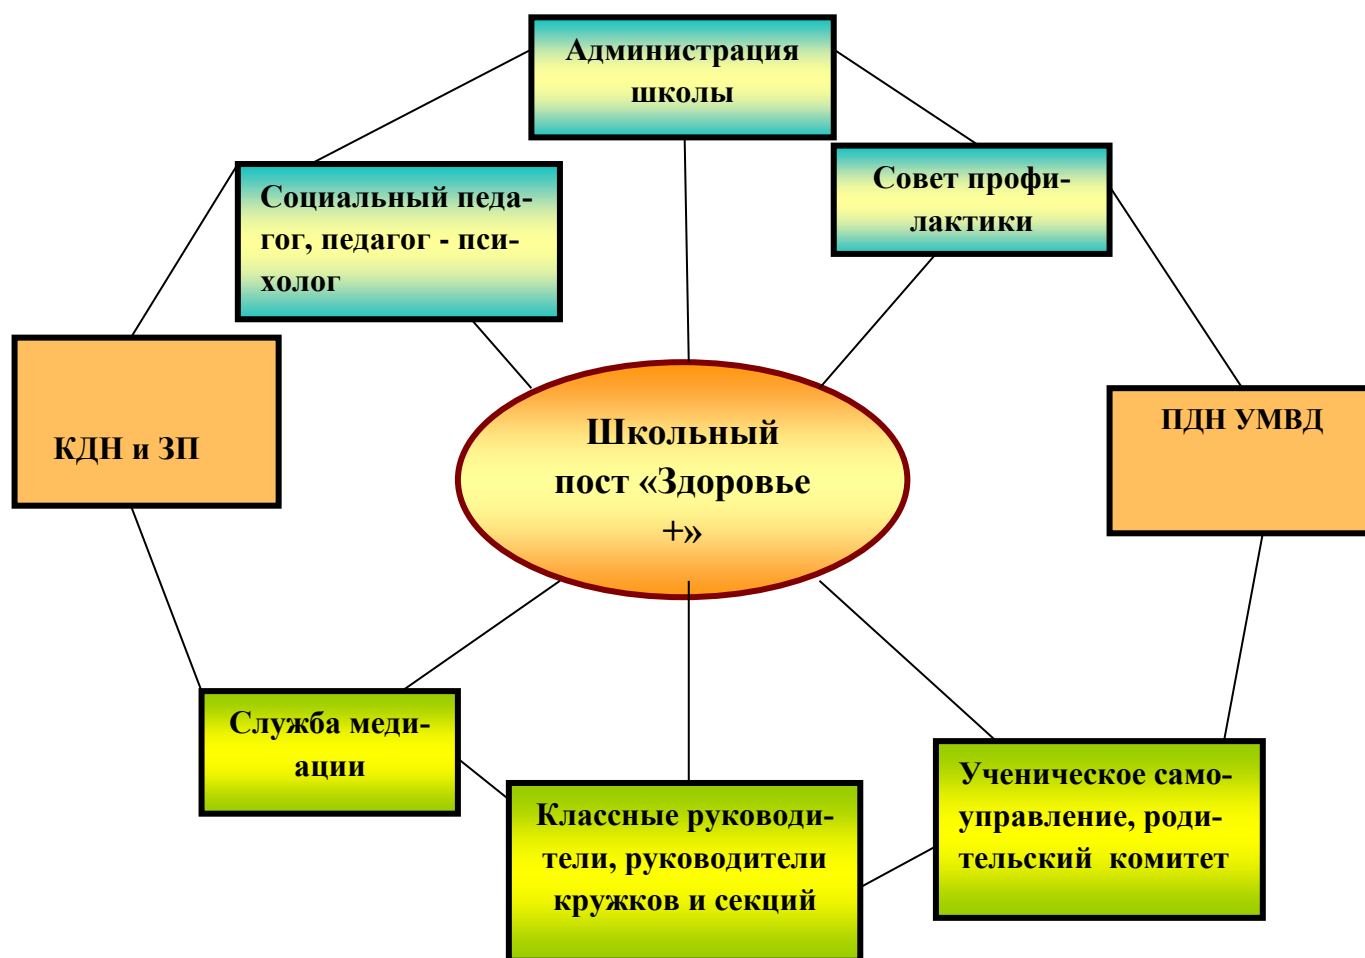 Администрация
школы
Совет профи-
лактики
Социальный педа-
гог, педагог - пси-
холог
КДН и ЗП
ПДН УМВД
Школьный
пост «Здоровье
+»
Служба меди-
ации
Классные руководи-
тели, руководители
кружков и секций
Ученическое само-
управление, роди-
тельский комитет